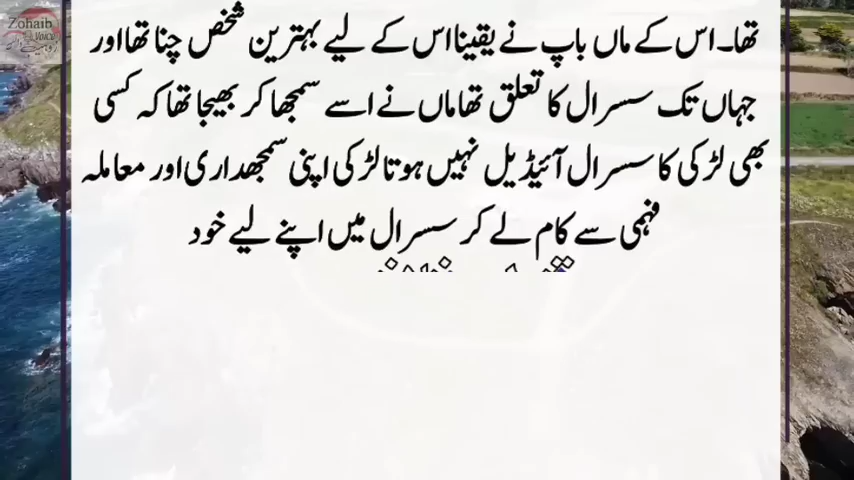 Zohaib
Voice
تھا۔ اس کے ماں باپ نے یقینا اس کے لیے بہترین شخص چنا تھا اور
جہاں تک سسرال کا تعلق تھا ماں نے اسے سمجھا کر بھیجا تھا کہ کسی
بھی لڑکی کا سسرال آئیڈیل نہیں ہوتا لڑکی اپنی سمجھداری اور معاملہ
فہمی سے کام لے کر سسرال میں اپنے لیے خود